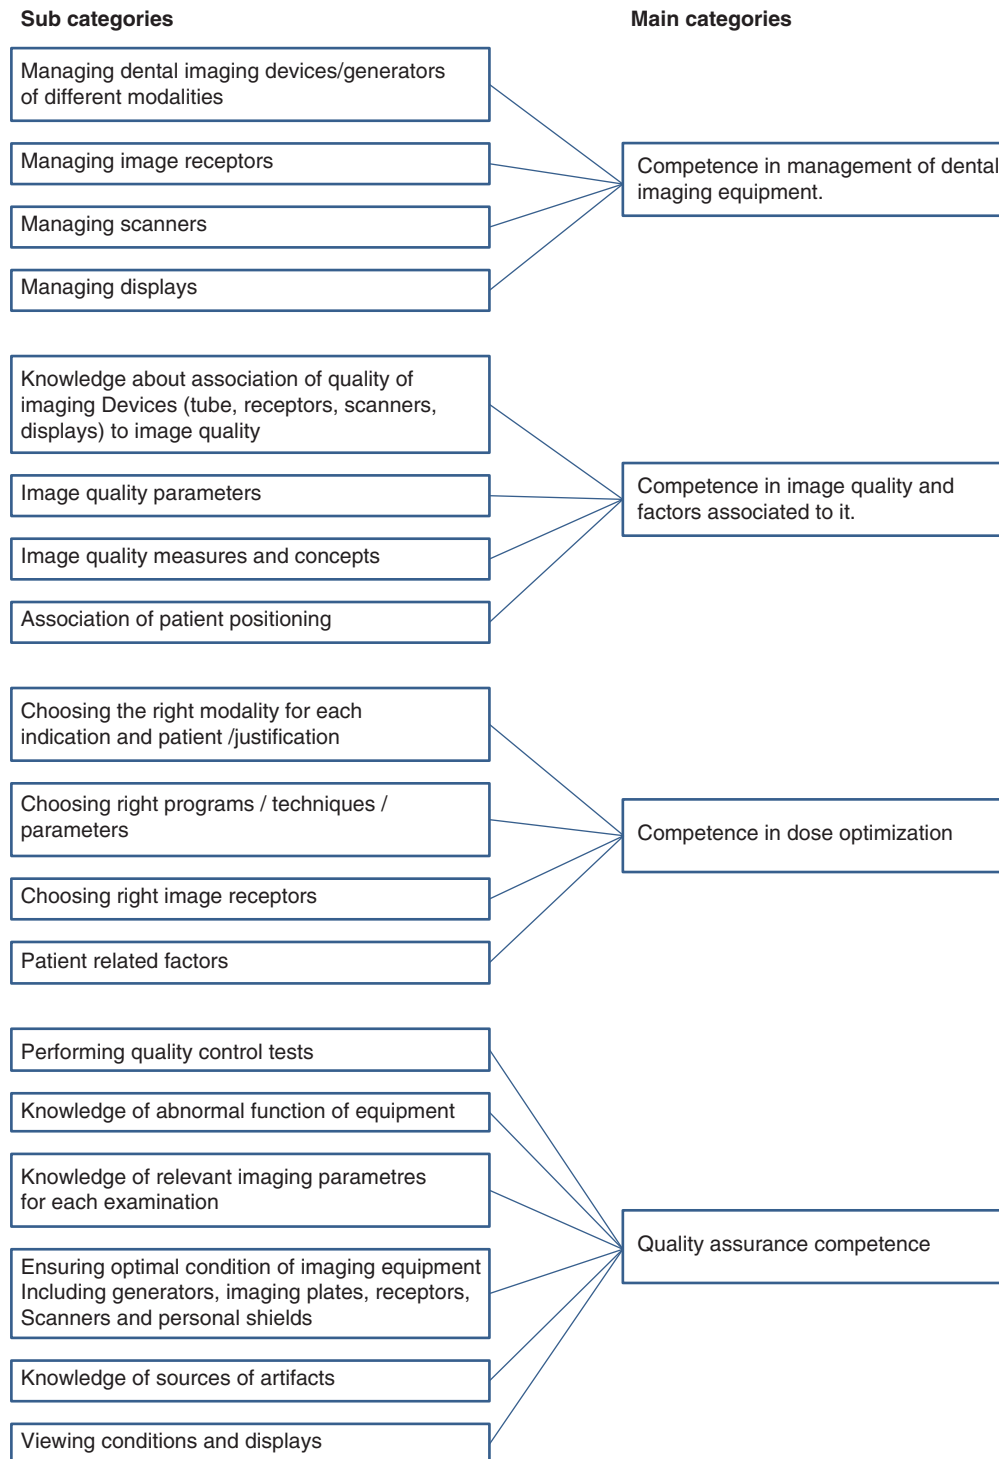 Sub categories
Main categories
Managing dental imaging devices/generators
of different modalities
Managing image receptors
Managing scanners
Managing displays
Competence in management of dental
imaging equipment.
Knowledge about association of quality of
imaging Devices (tube, receptors, scanners,
displays) to image quality
Image quality parameters
Image quality measures and concepts
Association of patient positioning
Competence in image quality and
factors associated to it.
Choosing the right modality for each
indication and patient /justification
Choosing right programs / techniques /
parameters
Choosing right image receptors
Patient related factors
Competence in dose optimization
Performing quality control tests
Knowledge of abnormal function of equipment
Knowledge of relevant imaging parametres
for each examination
Ensuring optimal condition of imaging equipment
Including generators, imaging plates, receptors,
Scanners and personal shields
Knowledge of sources of artifacts
Viewing conditions and displays
Quality assurance competence